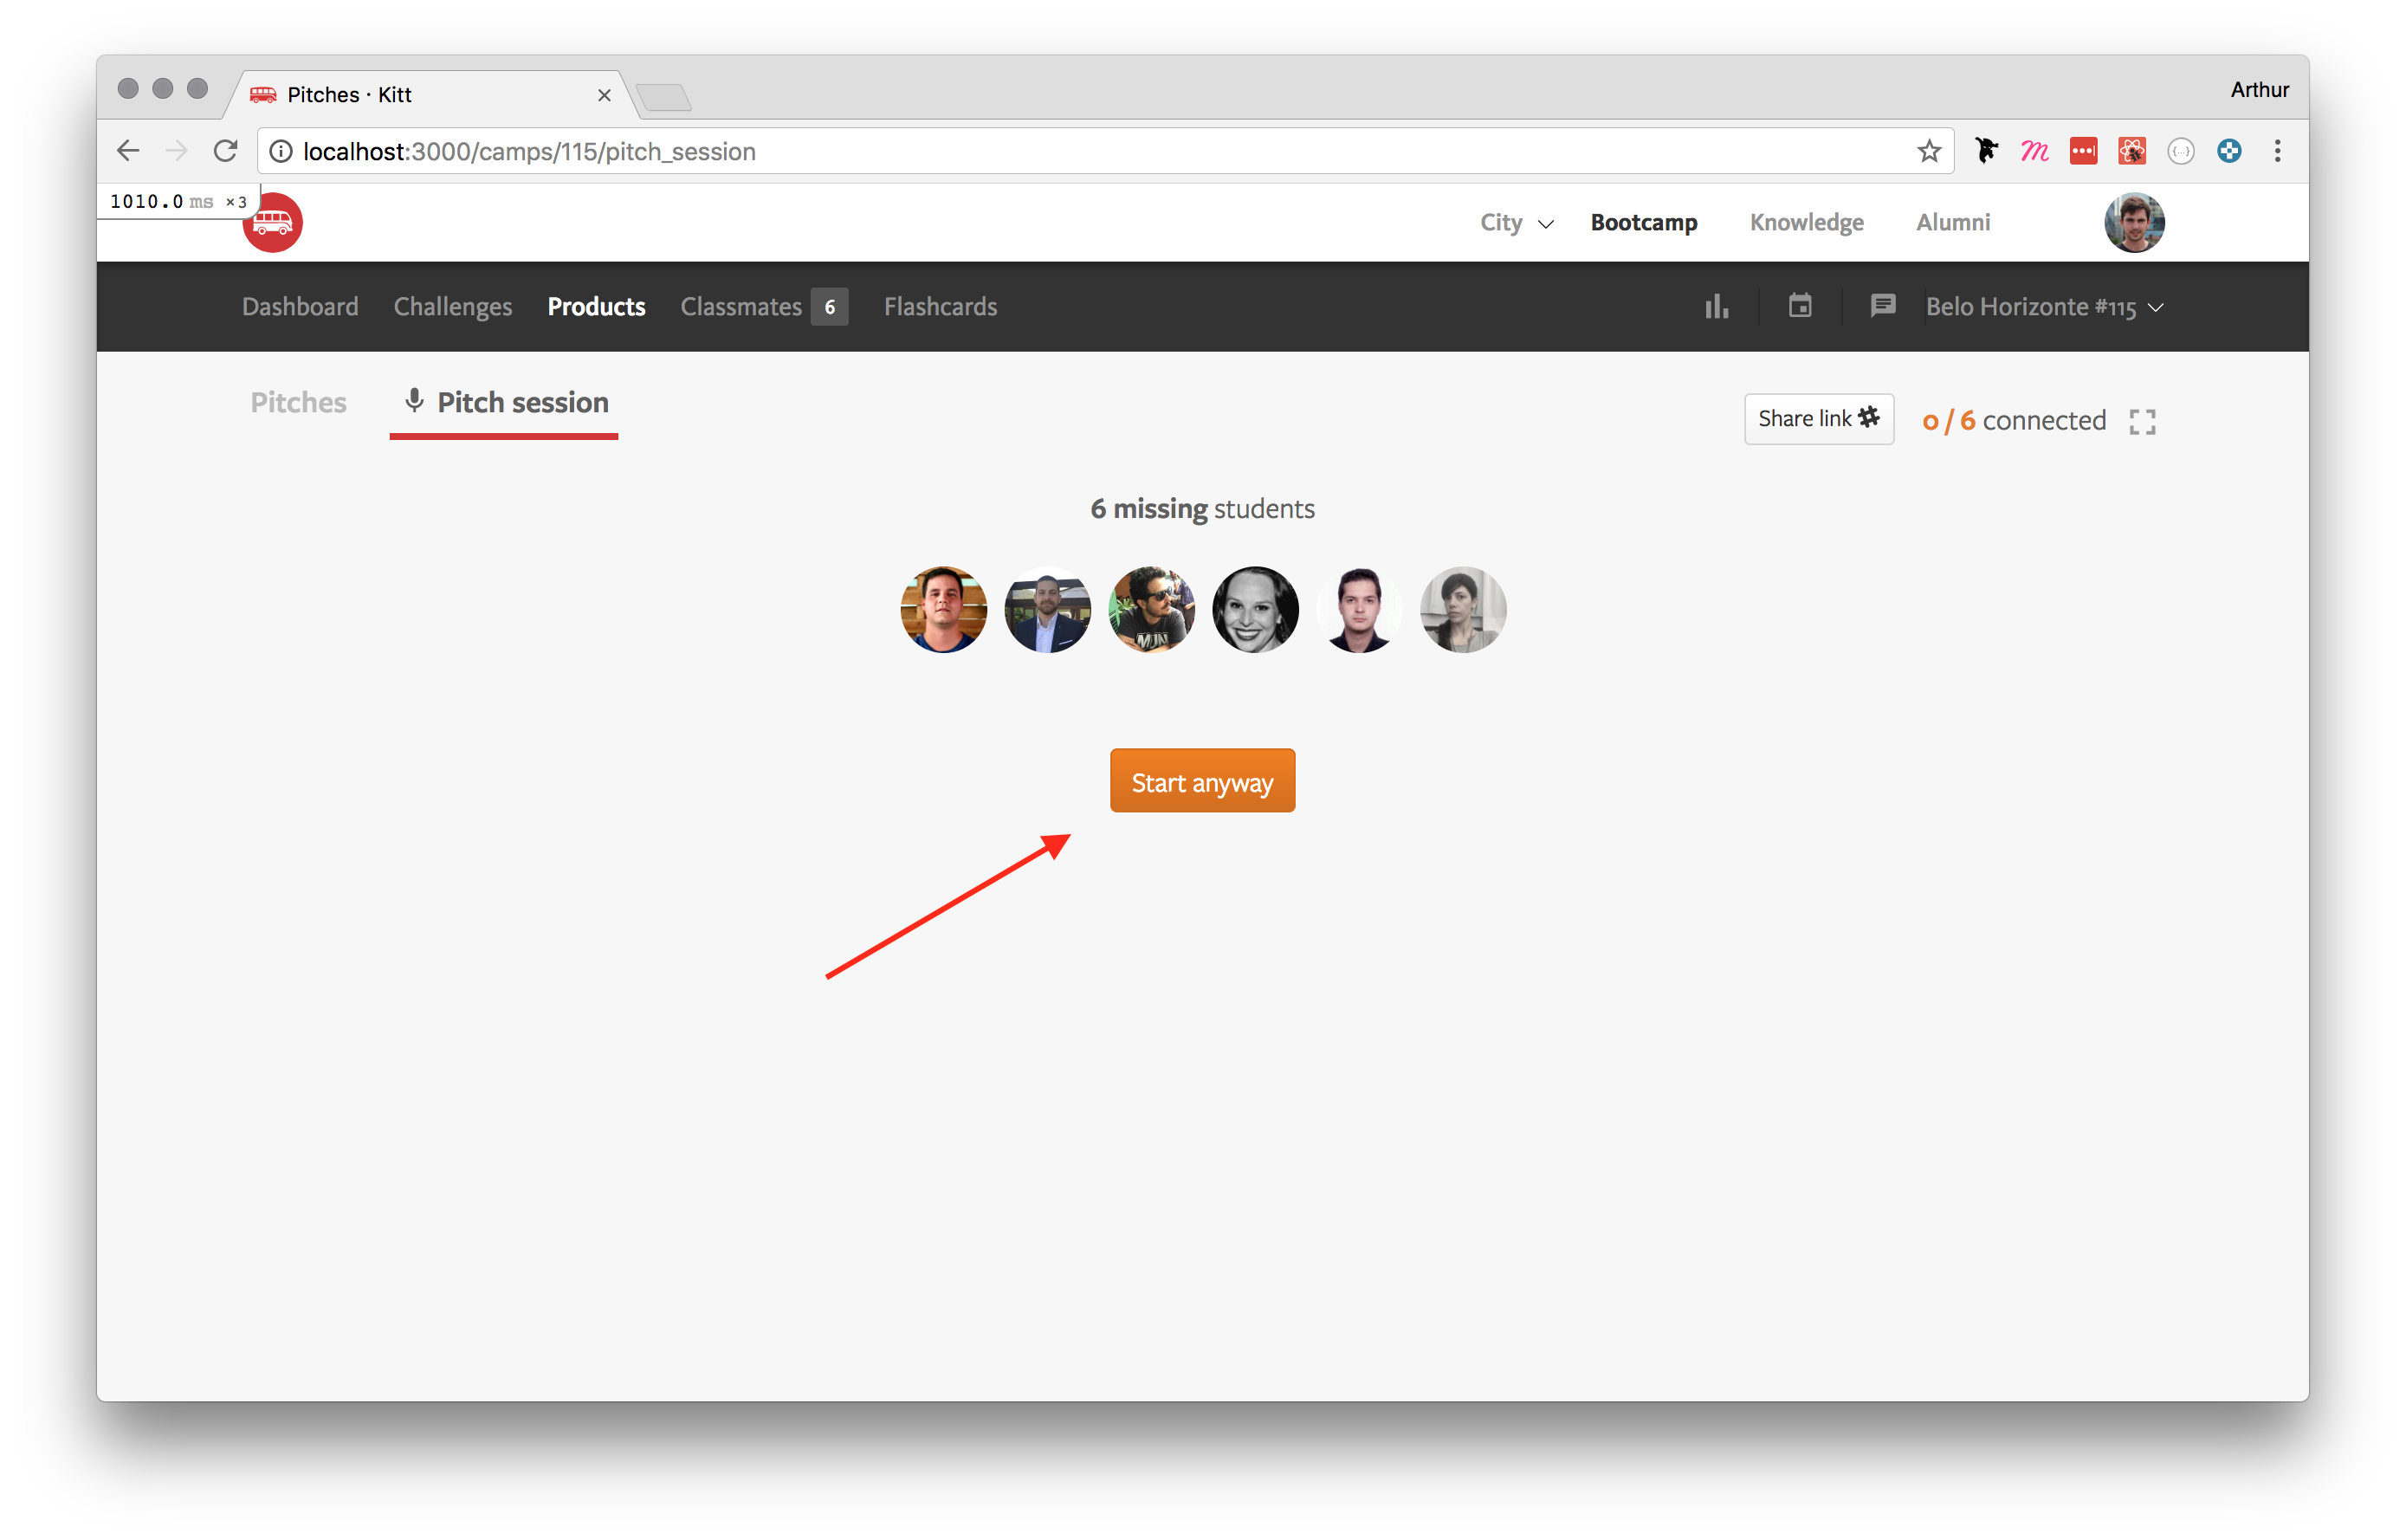 Pitches · Kitt
Arthur
localhost:3000/camps/115/pitch_session
1010.0 ms ×3
City Bootcamp Knowledge Alumni
Dashboard Challenges Products Classmates 6 Flashcards Belo Horizonte #115
Pitches Pitch session Share link 0 / 6 connected
6 missing students
Start anyway